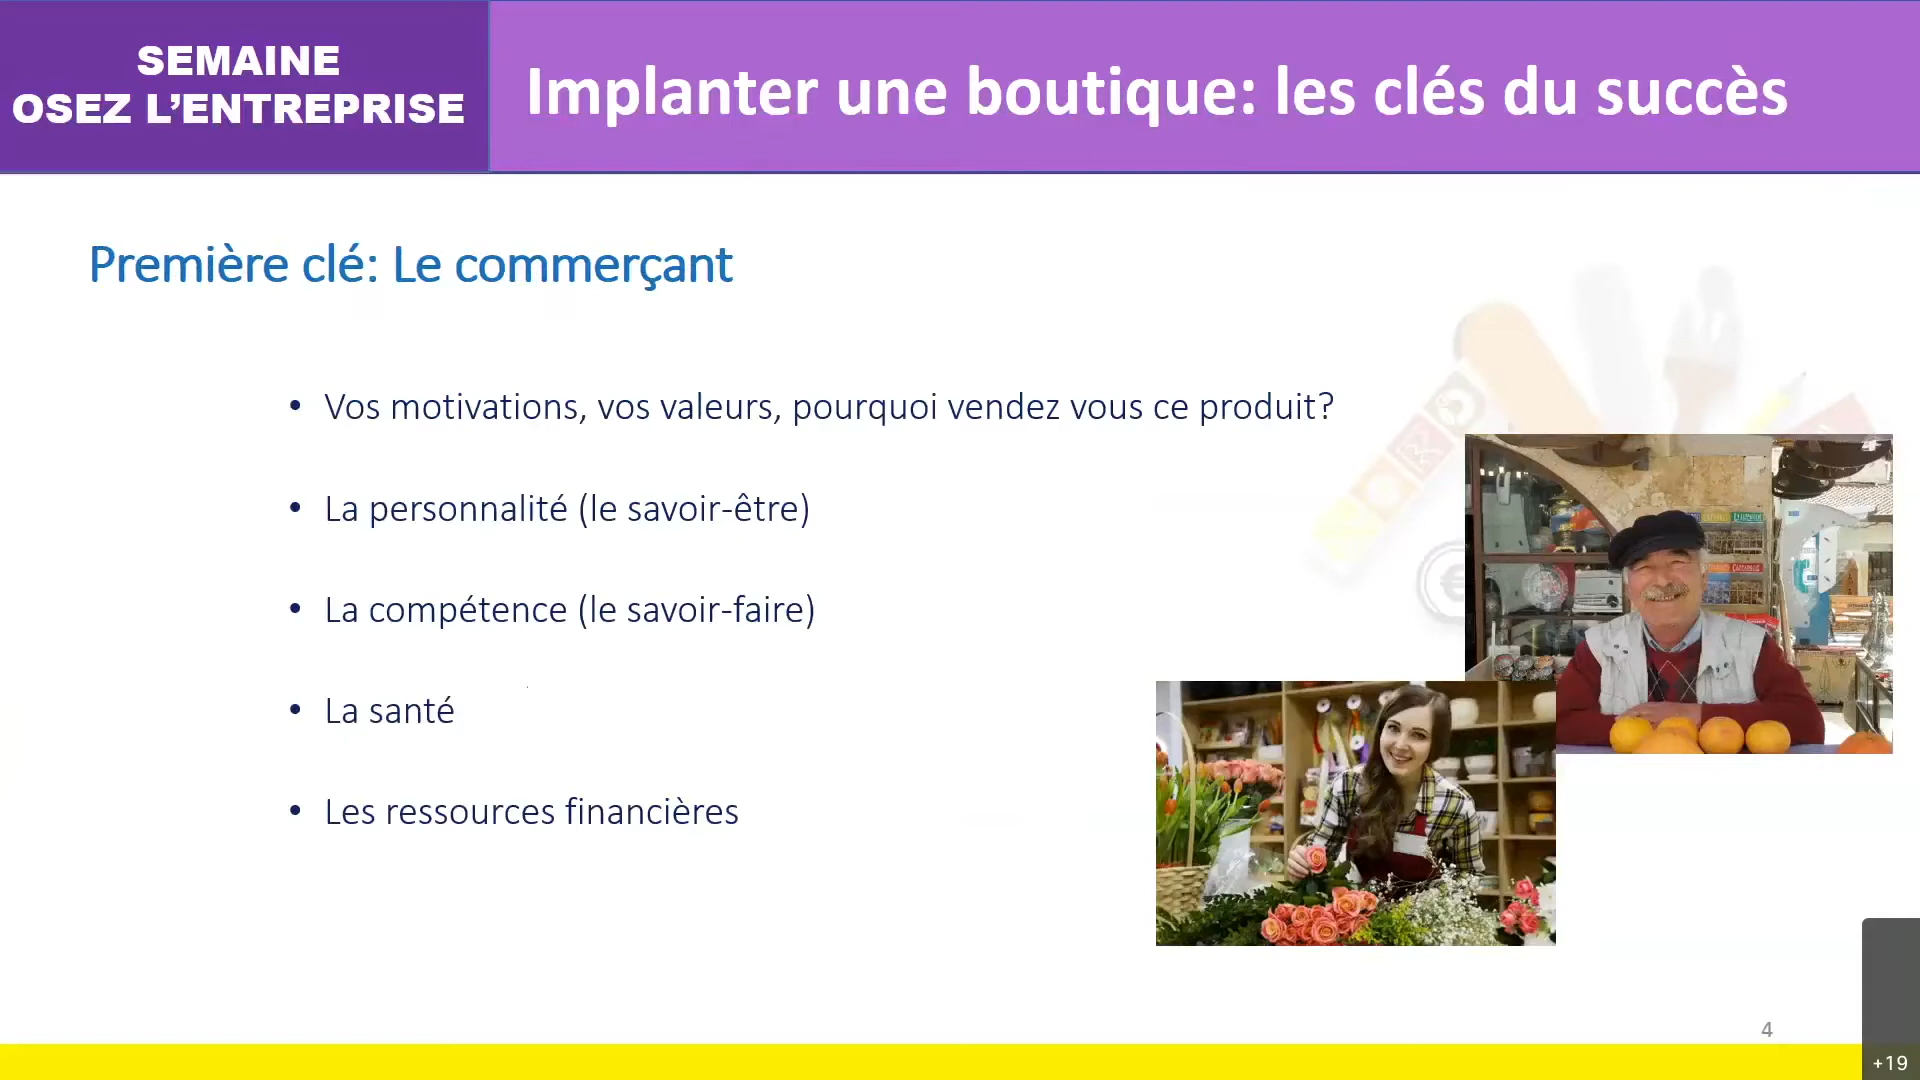 SEMAINE
OSEZ L’ENTREPRISE
Implanter une boutique: les clés du succès
Première clé: Le commerçant
• Vos motivations, vos valeurs, pourquoi vendez vous ce produit?
• La personnalité (le savoir-être)
• La compétence (le savoir-faire)
• La santé
• Les ressources financières
4
+19